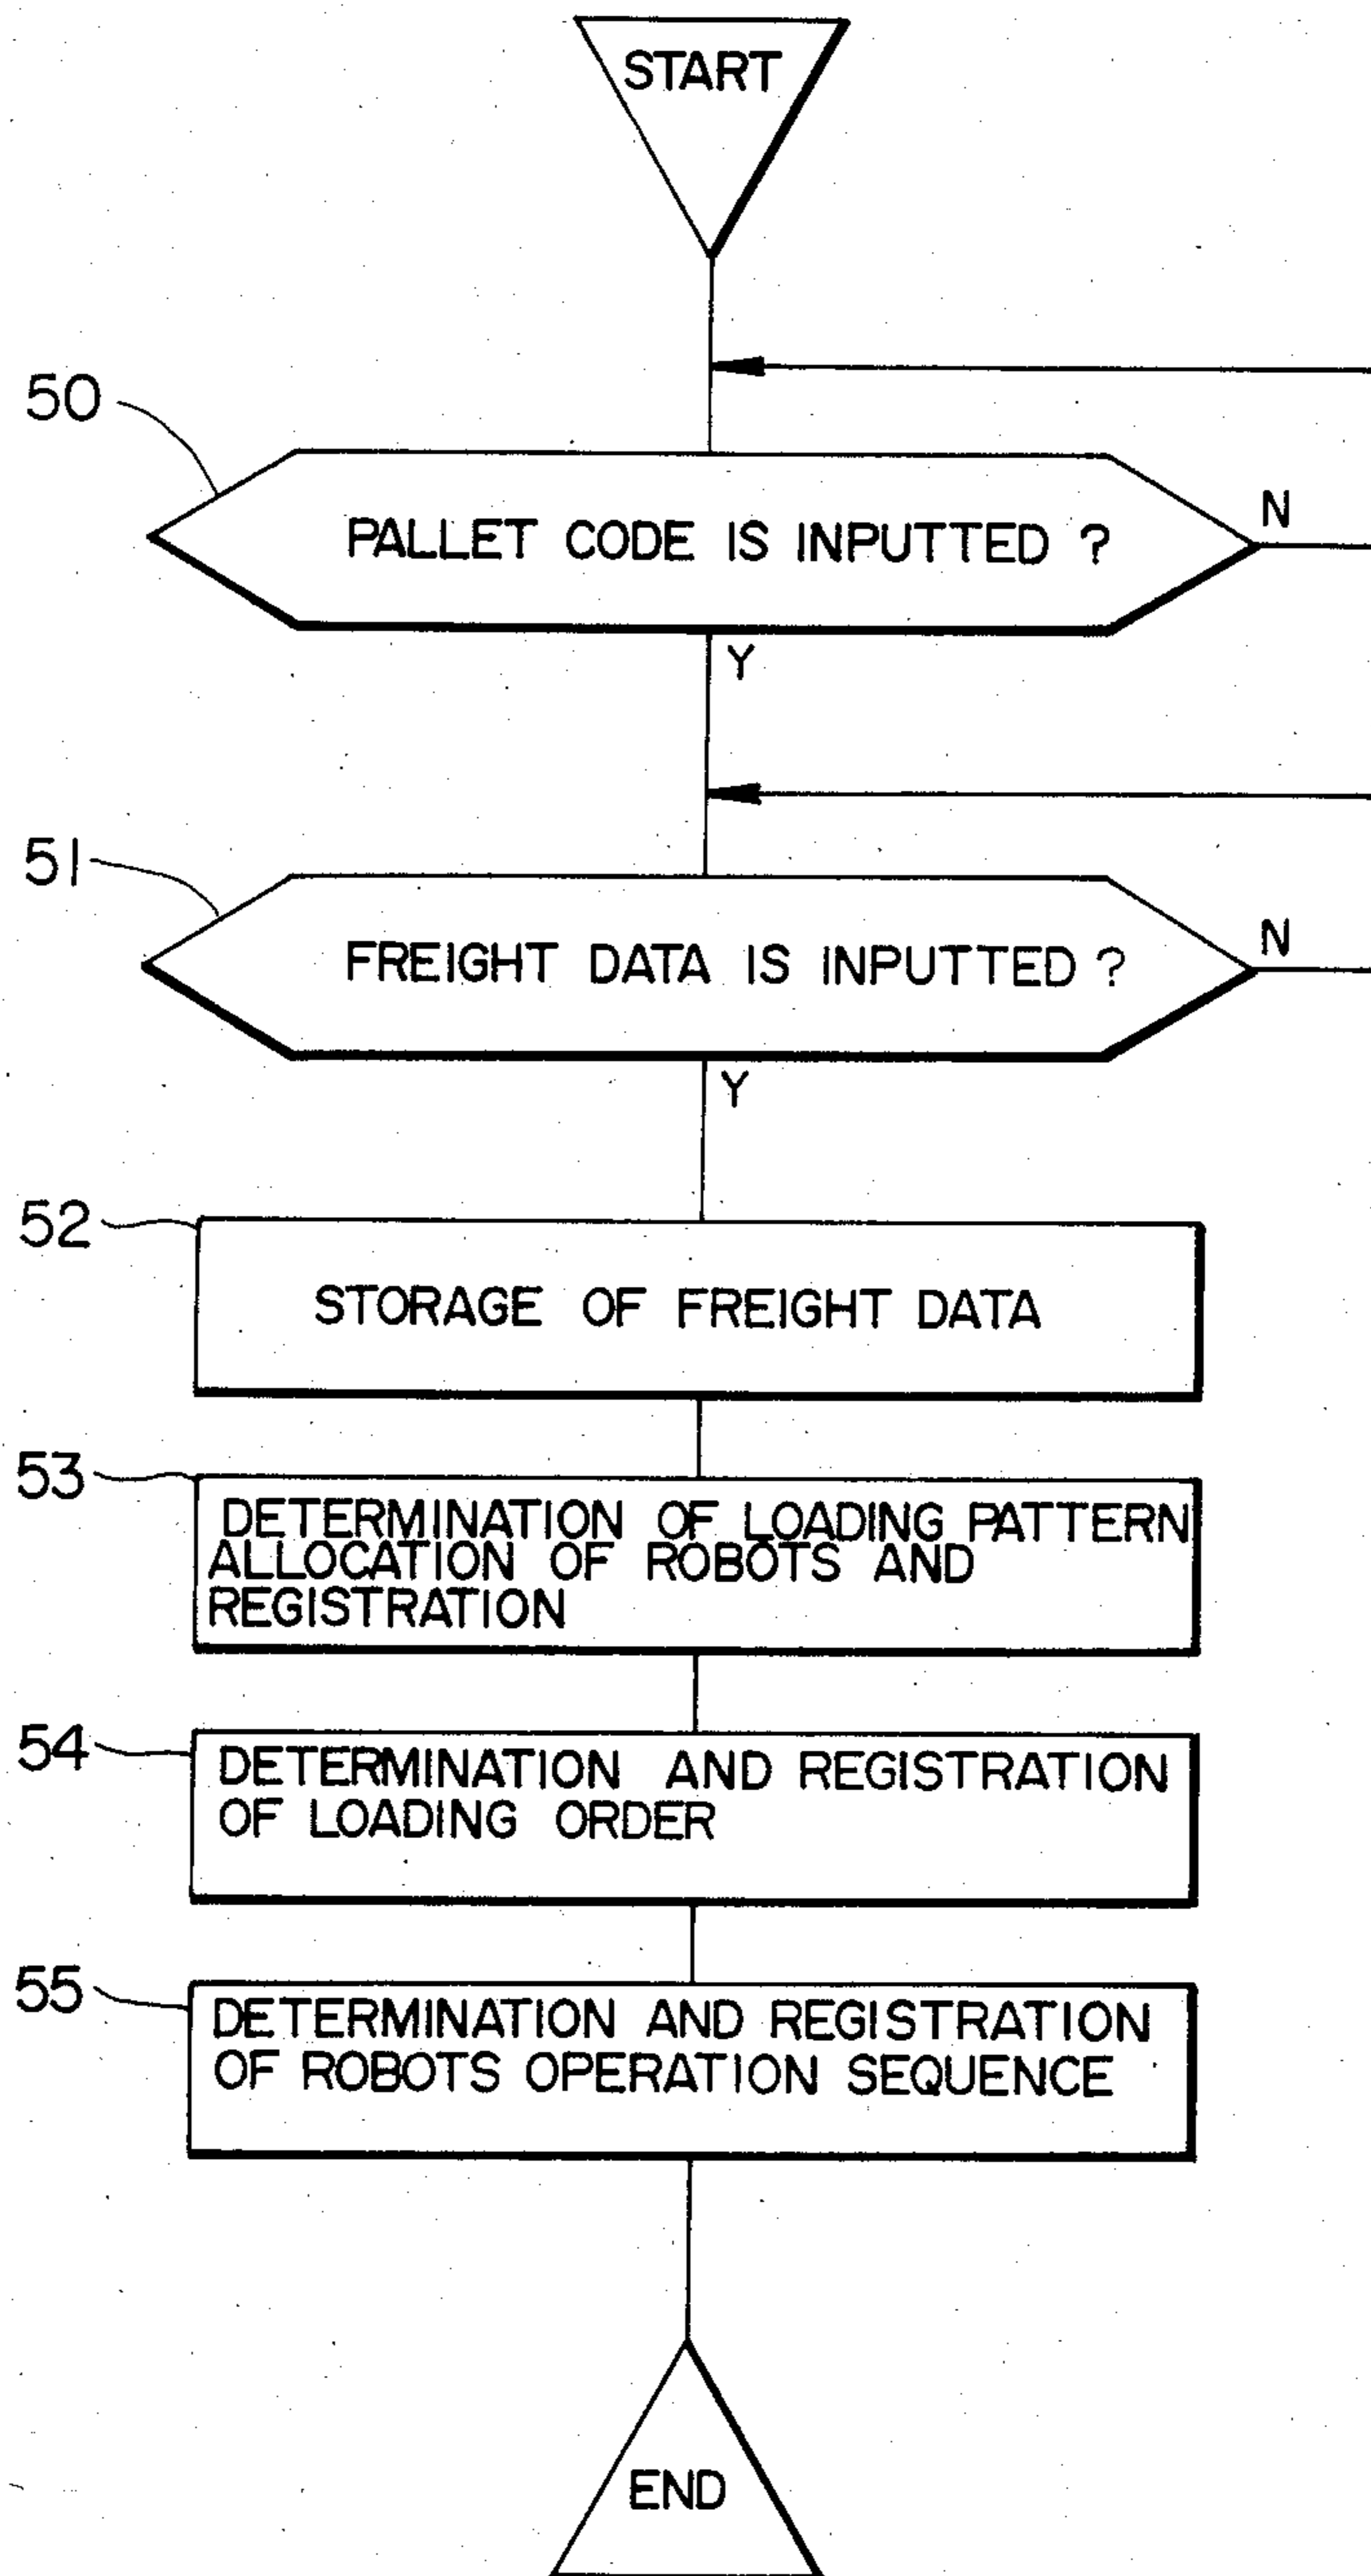 START
50
PALLET CODE IS INPUTTED ?
N
Y
51
FREIGHT DATA IS INPUTTED ?
N
Y
52
STORAGE OF FREIGHT DATA
53
DETERMINATION OF LOADING PATTERN
ALLOCATION OF ROBOTS AND
REGISTRATION
54
DETERMINATION AND REGISTRATION
OF LOADING ORDER
55
DETERMINATION AND REGISTRATION
OF ROBOTS OPERATION SEQUENCE
END